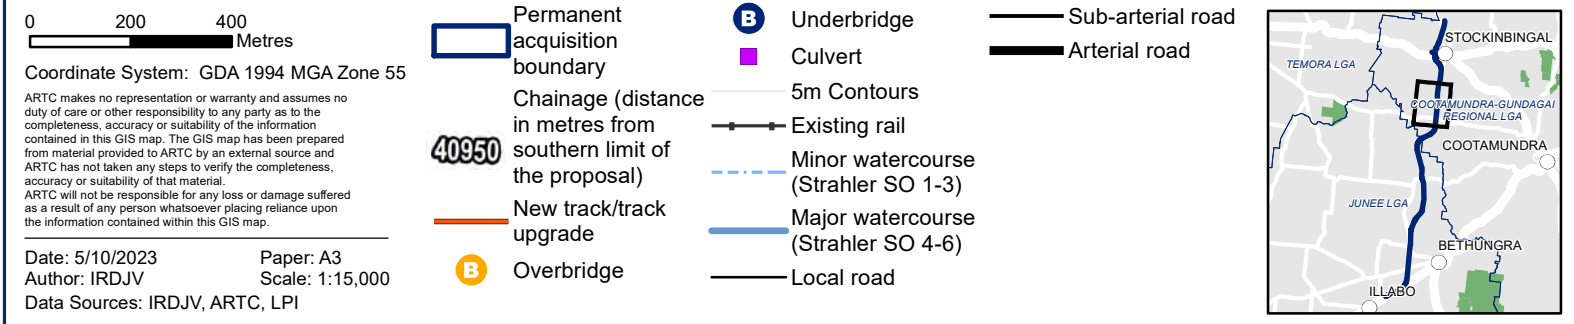 0 200 400
Metres
Coordinate System: GDA 1994 MGA Zone 55
ARTC makes no representation or warranty and assumes no
duty of care or other responsibility to any party as to the
completeness, accuracy or suitability of the information
contained in this GIS map. The GIS map has been prepared
from material provided to ARTC by an external source and
ARTC has not taken any steps to verify the completeness,
accuracy or suitability of that material.
ARTC will not be responsible for any loss or damage suffered
as a result of any person whatsoever placing reliance upon
the information contained within this GIS map.
Date: 5/10/2023 Paper: A3
Author: IRDJV Scale: 1:15,000
Data Sources: IRDJV, ARTC, LPI
Permanent
acquisition
boundary
40950
Chainage (distance
in metres from
southern limit of
the proposal)
New track/track
upgrade
B Overbridge
B Underbridge
Culvert
5m Contours
Existing rail
Minor watercourse
(Strahler SO 1-3)
Major watercourse
(Strahler SO 4-6)
Local road
Sub-arterial road
Arterial road
STOCKINBINGAL
TEMORA LGA
COOTAMUNDRA-GUNDAGAI
REGIONAL LGA
COOTAMUNDRA
JUNEE LGA
BETHUNGRA
ILLABO